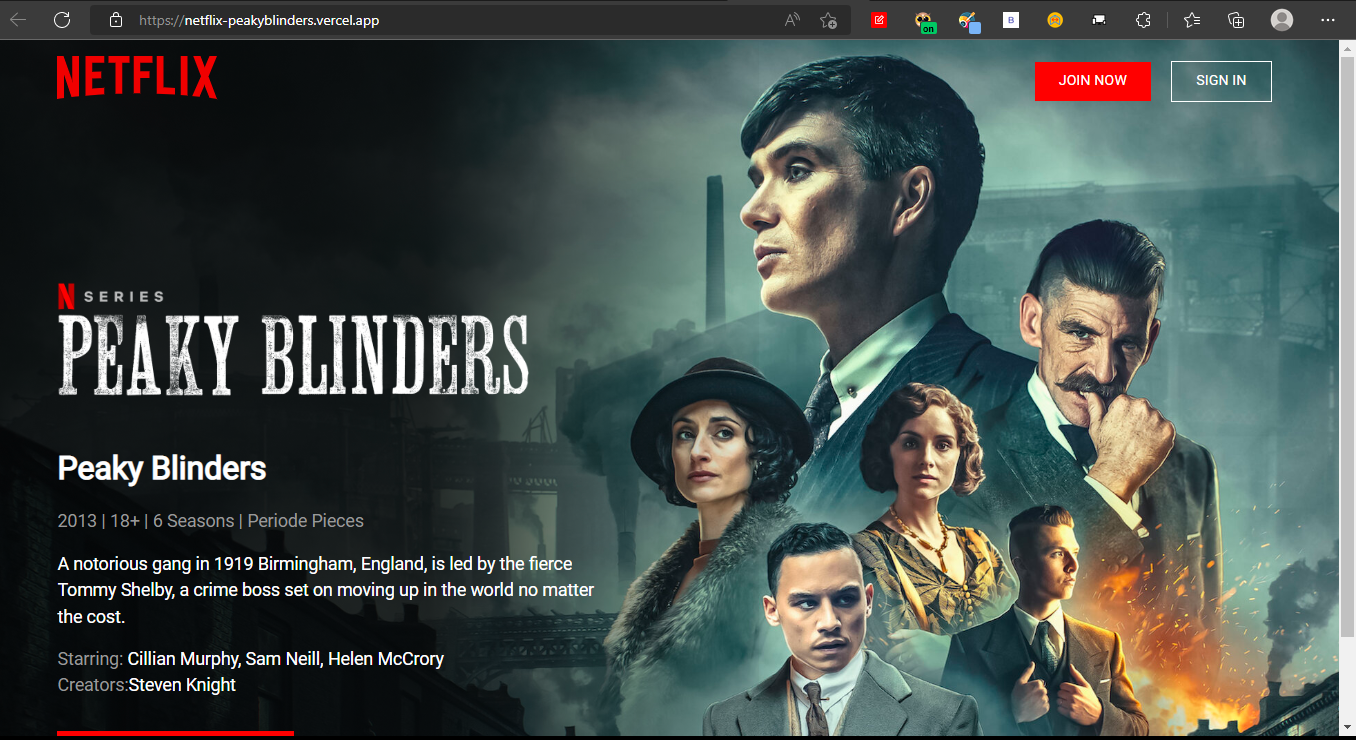 https://netflix-peakyblinders.vercel.app
on
B
NETFLIX
JOIN NOW
SIGN IN
N SERIES
PEAKY BLINDERS
Peaky Blinders
2013 | 18+ | 6 Seasons | Periode Pieces
A notorious gang in 1919 Birmingham, England, is led by the fierce
Tommy Shelby, a crime boss set on moving up in the world no matter
the cost.
Starring: Cillian Murphy, Sam Neill, Helen McCrory
Creators:Steven Knight